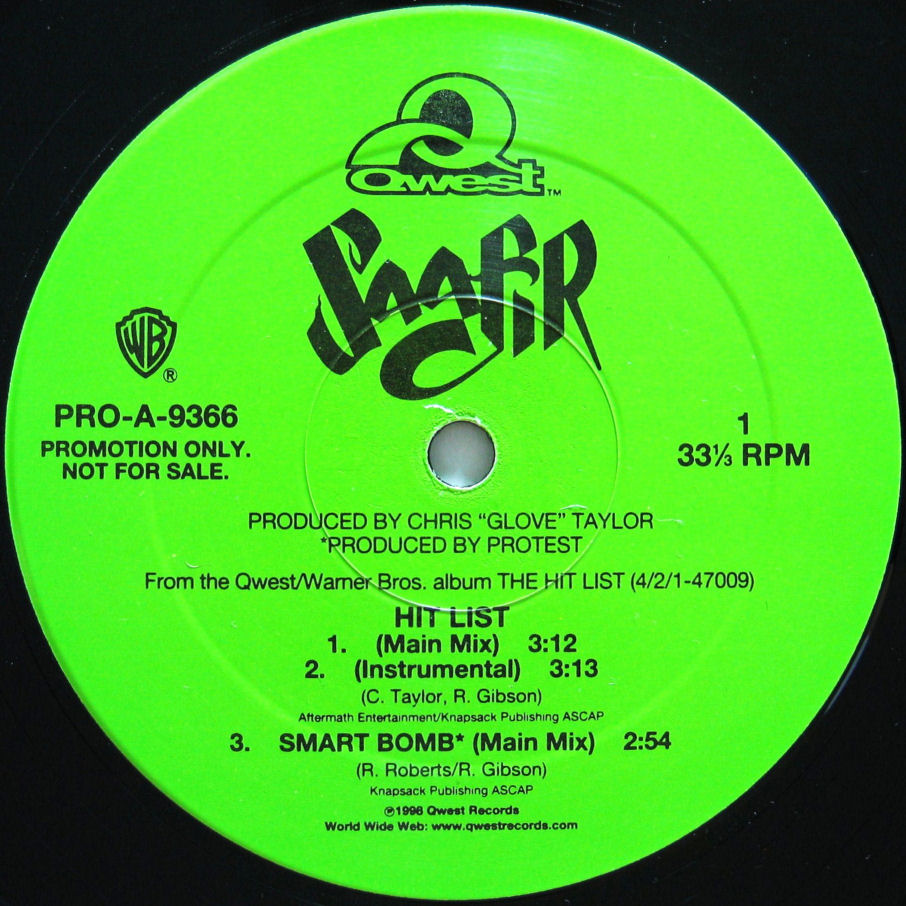 Qwest™
SAAFIR
WB®
PRO-A-9366
PROMOTION ONLY.
NOT FOR SALE.
1
33⅓ RPM
PRODUCED BY CHRIS “GLOVE” TAYLOR
*PRODUCED BY PROTEST
From the Qwest/Warner Bros. album THE HIT LIST (4/2/1-47009)
HIT LIST
1. (Main Mix) 3:12
2. (Instrumental) 3:13
(C. Taylor, R. Gibson)
Aftermath Entertainment/Knapsack Publishing ASCAP
3. SMART BOMB* (Main Mix) 2:54
(R. Roberts/R. Gibson)
Knapsack Publishing ASCAP
℗1998 Qwest Records
World Wide Web: www.qwestrecords.com